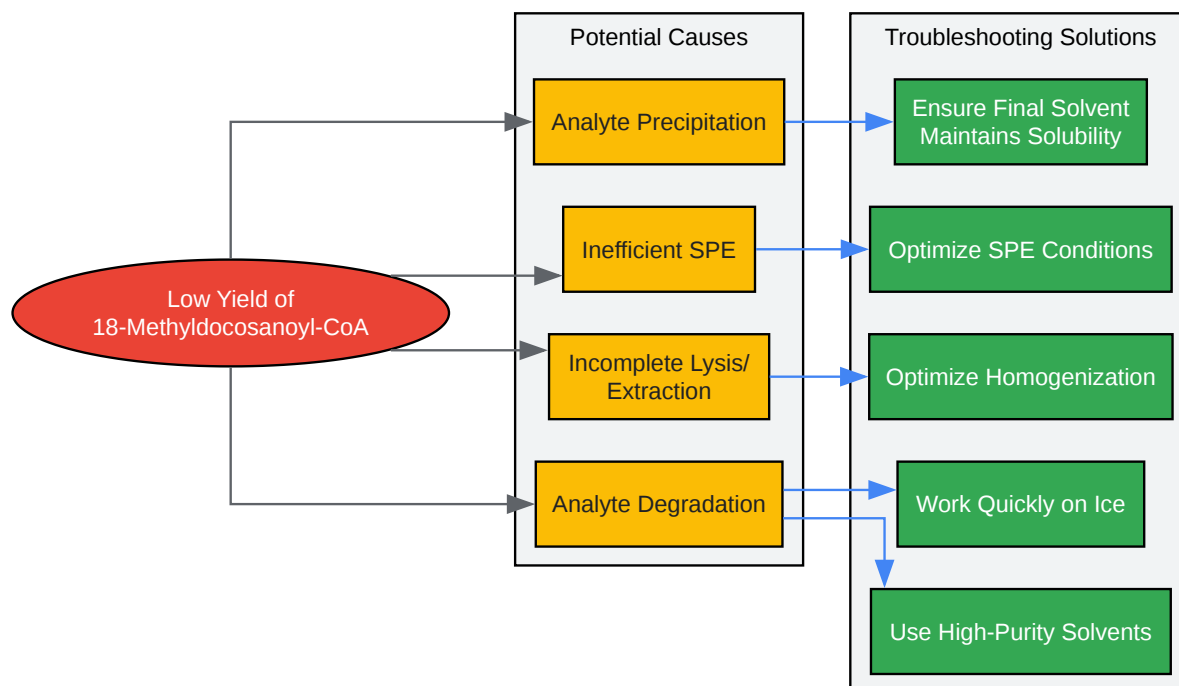 Potential Causes
Troubleshooting Solutions
Analyte Precipitation
Ensure Final Solvent
Maintains Solubility
Inefficient SPE
Optimize SPE Conditions
Low Yield of
18-Methyldocosanoyl-CoA
Incomplete Lysis/
Extraction
Optimize Homogenization
Analyte Degradation
Work Quickly on Ice
Use High-Purity Solvents